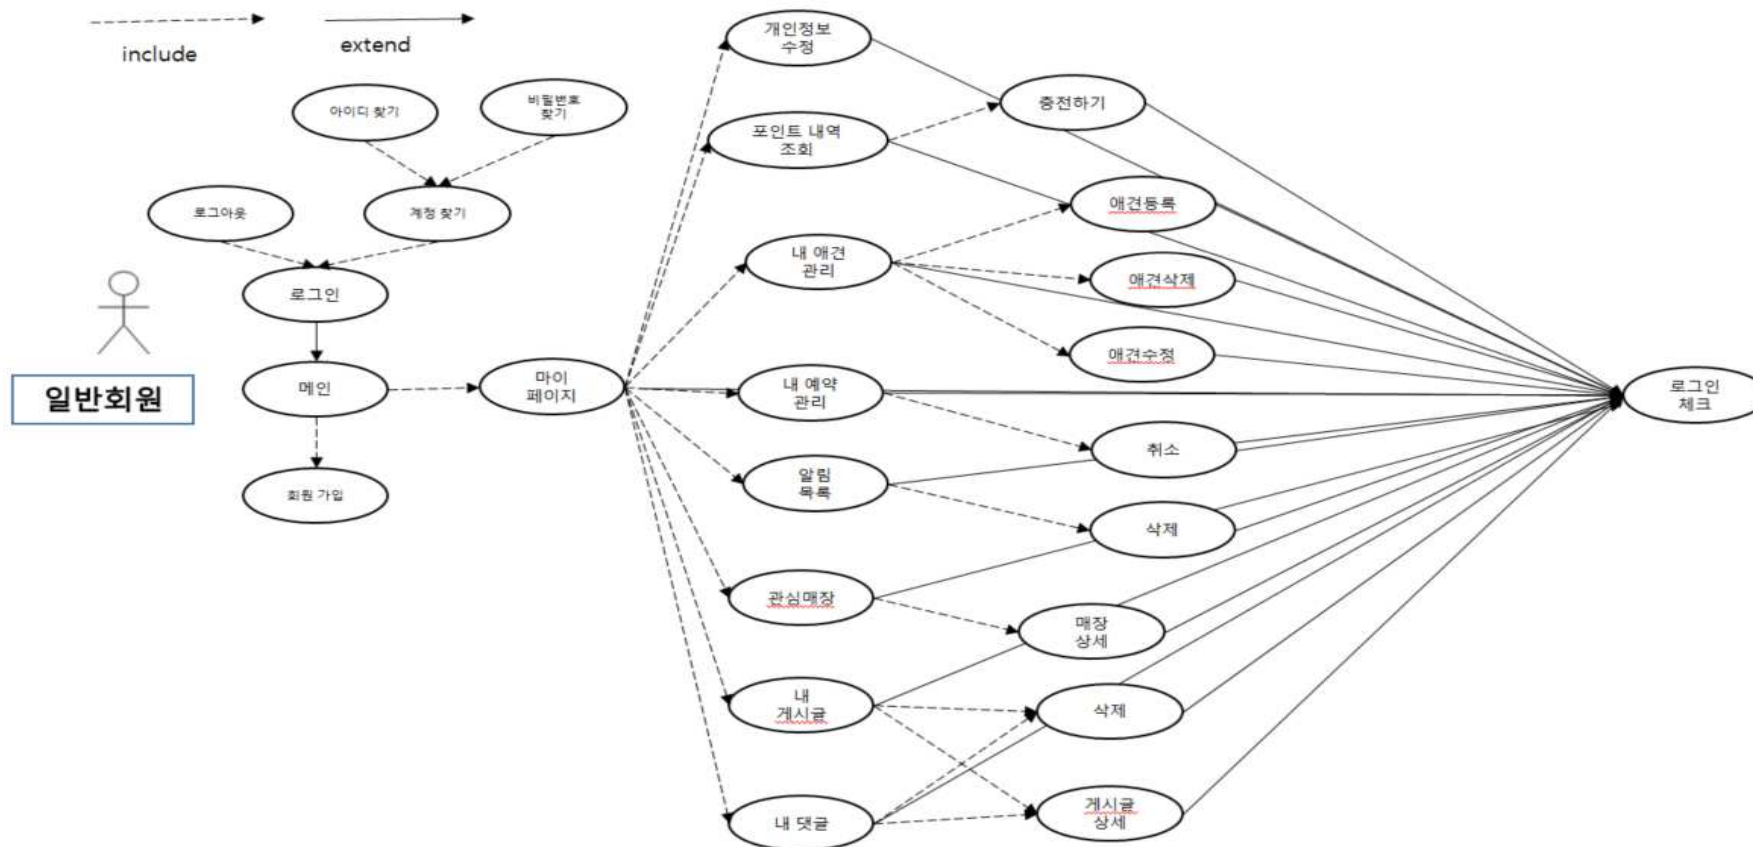 include
extend
아이디 찾기
비밀번호
찾기
로그아웃
계정 찾기
로그인
일반회원
메인
회원 가입
마이
페이지
개인정보
수정
포인트 내역
조회
내 애견
관리
내 예약
관리
알림
목록
관심매장
내
게시글
내 댓글
충전하기
애견등록
애견삭제
애견수정
취소
삭제
매장
상세
삭제
게시글
상세
로그인
체크